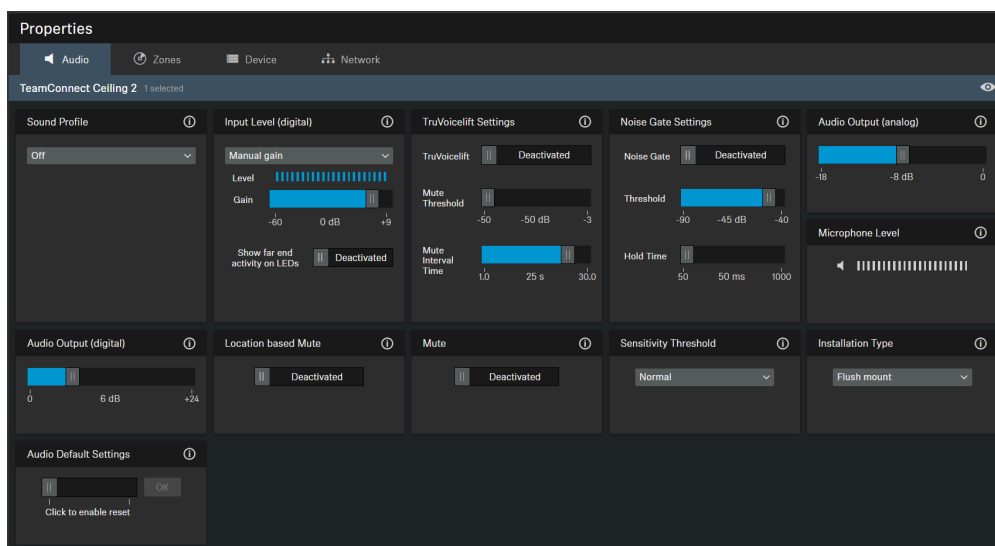 Properties
Audio
Zones
Device
Network
TeamConnect Ceiling 2 1 selected
Sound Profile
Off
Input Level (digital)
Manual gain
Level
Gain
-60 0 dB +9
Show far end
activity on LEDs
Deactivated
TruVoicelift Settings
TruVoicelift
Deactivated
Mute
Threshold
-50 -50 dB -3
Mute
Interval
Time
1.0 25 s 30.0
Noise Gate Settings
Noise Gate
Deactivated
Threshold
-90 -45 dB -40
Hold Time
50 50 ms 1000
Audio Output (analog)
-18 -8 dB 0
Microphone Level
Audio Output (digital)
0 6 dB +24
Location based Mute
Deactivated
Mute
Deactivated
Sensitivity Threshold
Normal
Installation Type
Flush mount
Audio Default Settings
OK
Click to enable reset